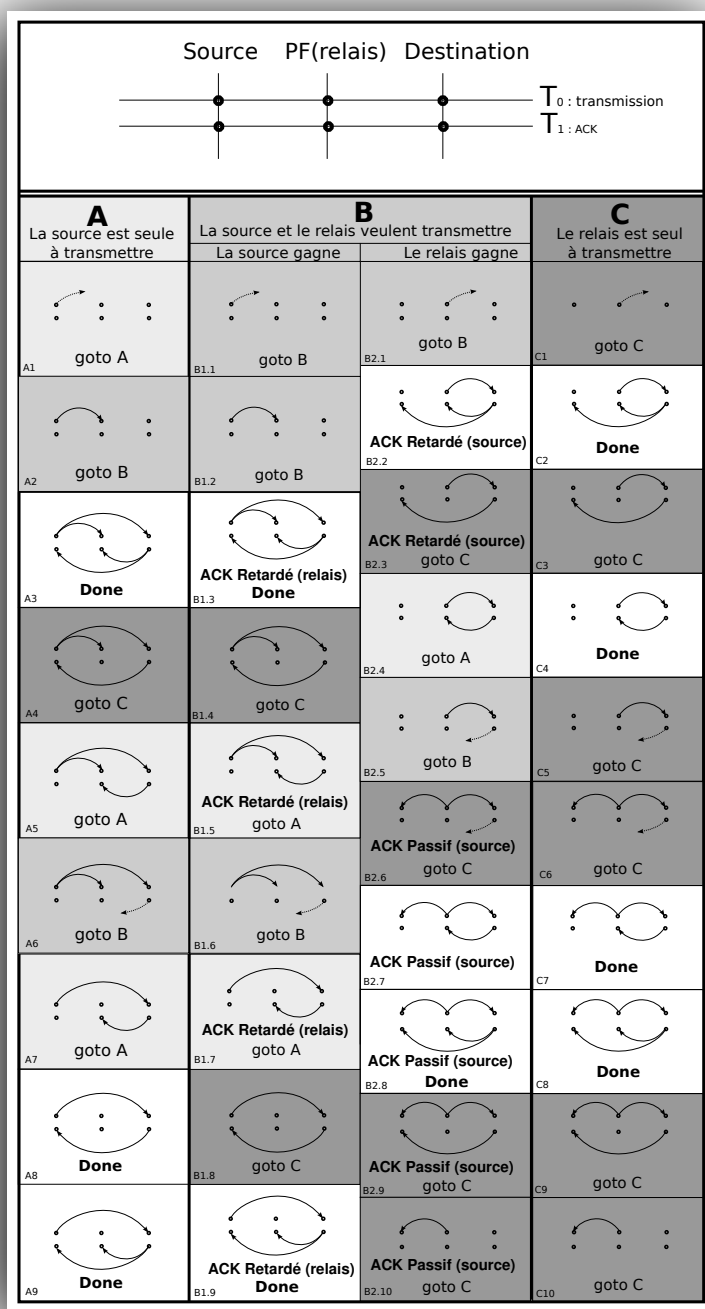 Source PF(relais) Destination
T0 : transmission
T1 : ACK
A
La source est seule
à transmettre
B
La source et le relais veulent transmettre
La source gagne
Le relais gagne
C
Le relais est seul
à transmettre
goto A
A1
goto B
A2
Done
A3
goto C
A4
goto A
A5
goto B
A6
goto A
A7
Done
A8
Done
A9
goto B
B1.1
goto B
B1.2
ACK Retardé (relais)
Done
B1.3
goto C
B1.4
ACK Retardé (relais)
goto A
B1.5
goto B
B1.6
ACK Retardé (relais)
goto A
B1.7
goto C
B1.8
ACK Retardé (relais)
Done
B1.9
goto B
B2.1
ACK Retardé (source)
B2.2
ACK Retardé (source)
goto C
B2.3
goto A
B2.4
goto B
B2.5
ACK Passif (source)
goto C
B2.6
ACK Passif (source)
B2.7
ACK Passif (source)
Done
B2.8
ACK Passif (source)
goto C
B2.9
ACK Passif (source)
goto C
B2.10
goto C
C1
Done
C2
goto C
C3
Done
C4
goto C
C5
goto C
C6
Done
C7
Done
C8
goto C
C9
goto C
C10